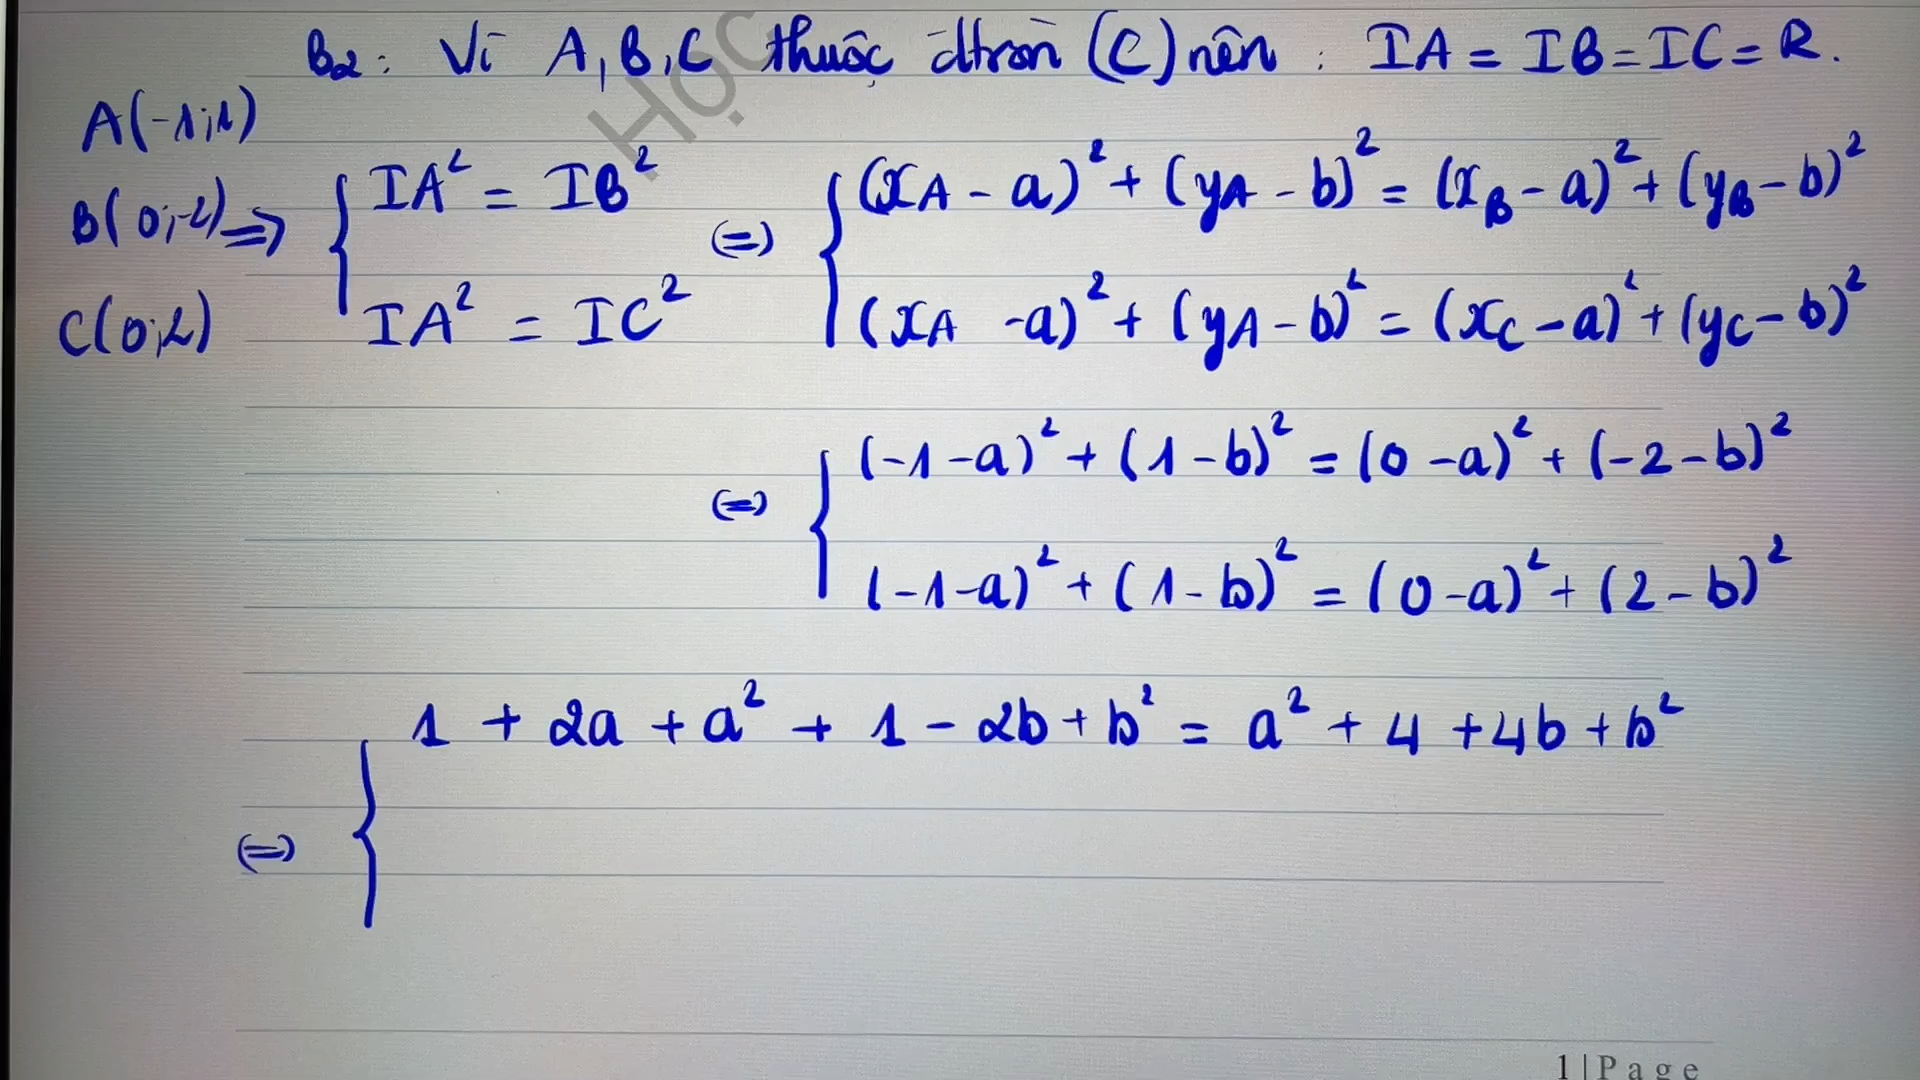 B2: Vì A,B,C thuộc đtròn (C) nên: IA = IB = IC = R.
Học
A(-1;1)
B(0;-2) => { IA² = IB² (=) { (xA - a)² + (yA - b)² = (xB - a)² + (yB - b)²
C(0;2) IA² = IC² (xA - a)² + (yA - b)² = (xC - a)² + (yC - b)²
(=) { (-1-a)² + (1-b)² = (0-a)² + (-2-b)²
(-1-a)² + (1-b)² = (0-a)² + (2-b)²
(=) { 1 + 2a + a² + 1 - 2b + b² = a² + 4 + 4b + b²
1 | Page